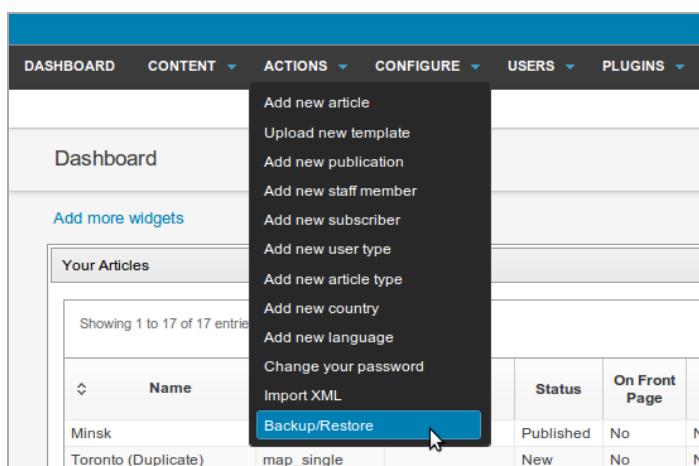 DASHBOARD CONTENT ACTIONS CONFIGURE USERS PLUGINS
Add new article
Upload new template
Dashboard
Add new publication
Add new staff member
Add more widgets
Add new subscriber
Add new user type
Your Articles
Add new article type
Add new country
Showing 1 to 17 of 17 entrie
Add new language
Change your password
Import XML
Backup/Restore
Name Status On Front
Page
Minsk Published No N
Toronto (Duplicate) map_single New No N